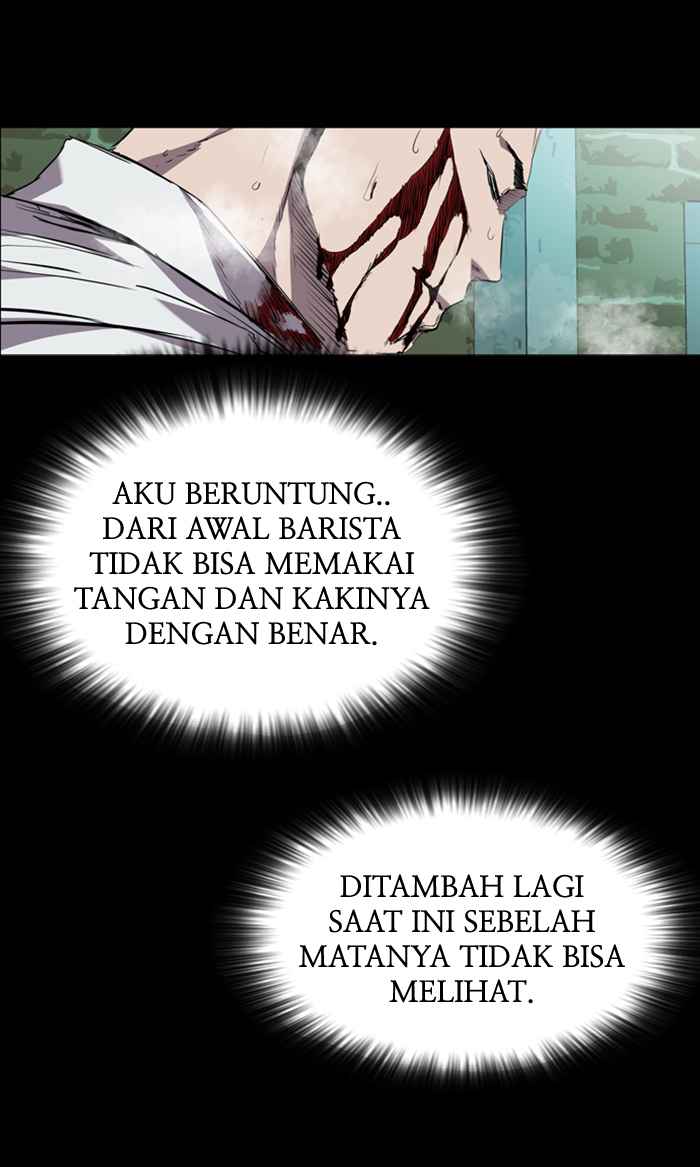 AKU BERUNTUNG..
DARI AWAL BARISTA
TIDAK BISA MEMAKAI
TANGAN DAN KAKINYA
DENGAN BENAR.
DITAMBAH LAGI
SAAT INI SEBELAH
MATANYA TIDAK BISA
MELIHAT.